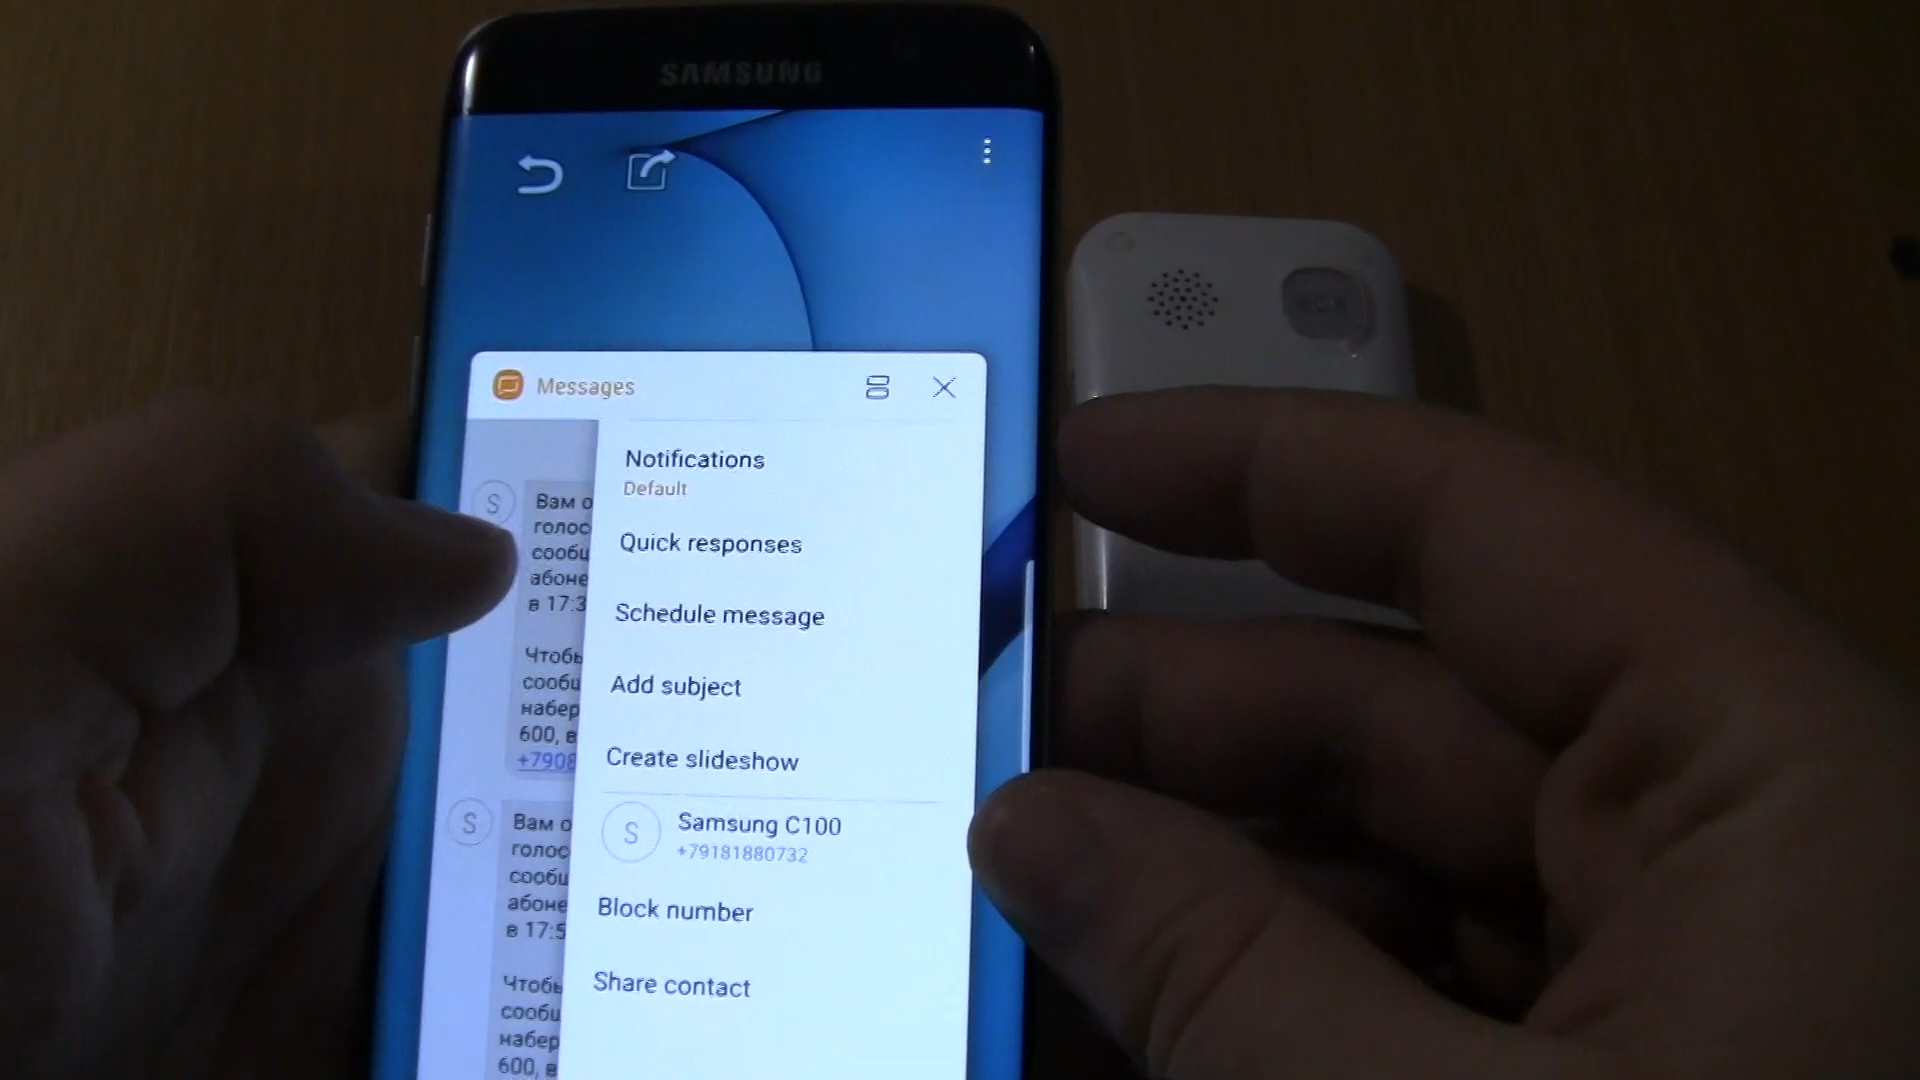 SAMSUNG
Messages
Notifications
Default
Quick responses
Schedule message
Add subject
Create slideshow
S
Samsung C100
+79181880732
Block number
Share contact
S
Вам о
голос
сообщ
абоне
в 17:3
Чтобы
сообщ
набер
600, в
+7908
S
Вам о
голос
сообщ
абоне
в 17:5
Чтобы
сообщ
набер
600, в